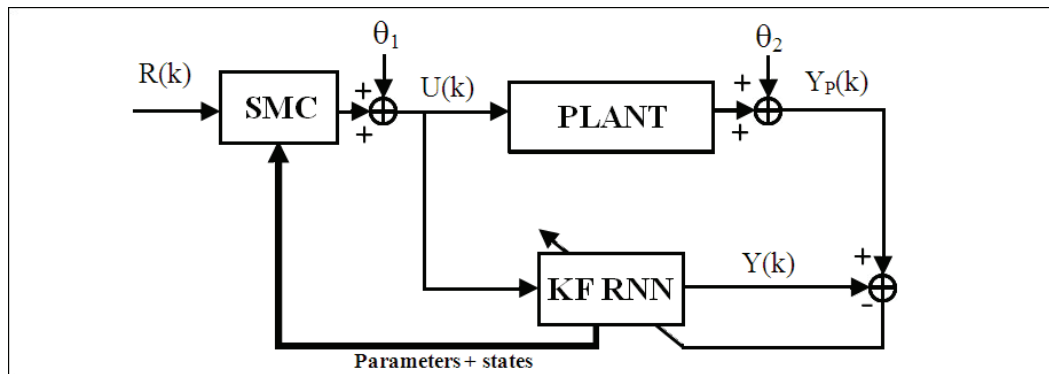 θ₁
θ₂
R(k)
SMC
+
+
U(k)
PLANT
+
+
Yₚ(k)
KF RNN
Y(k)
+
-
Parameters + states